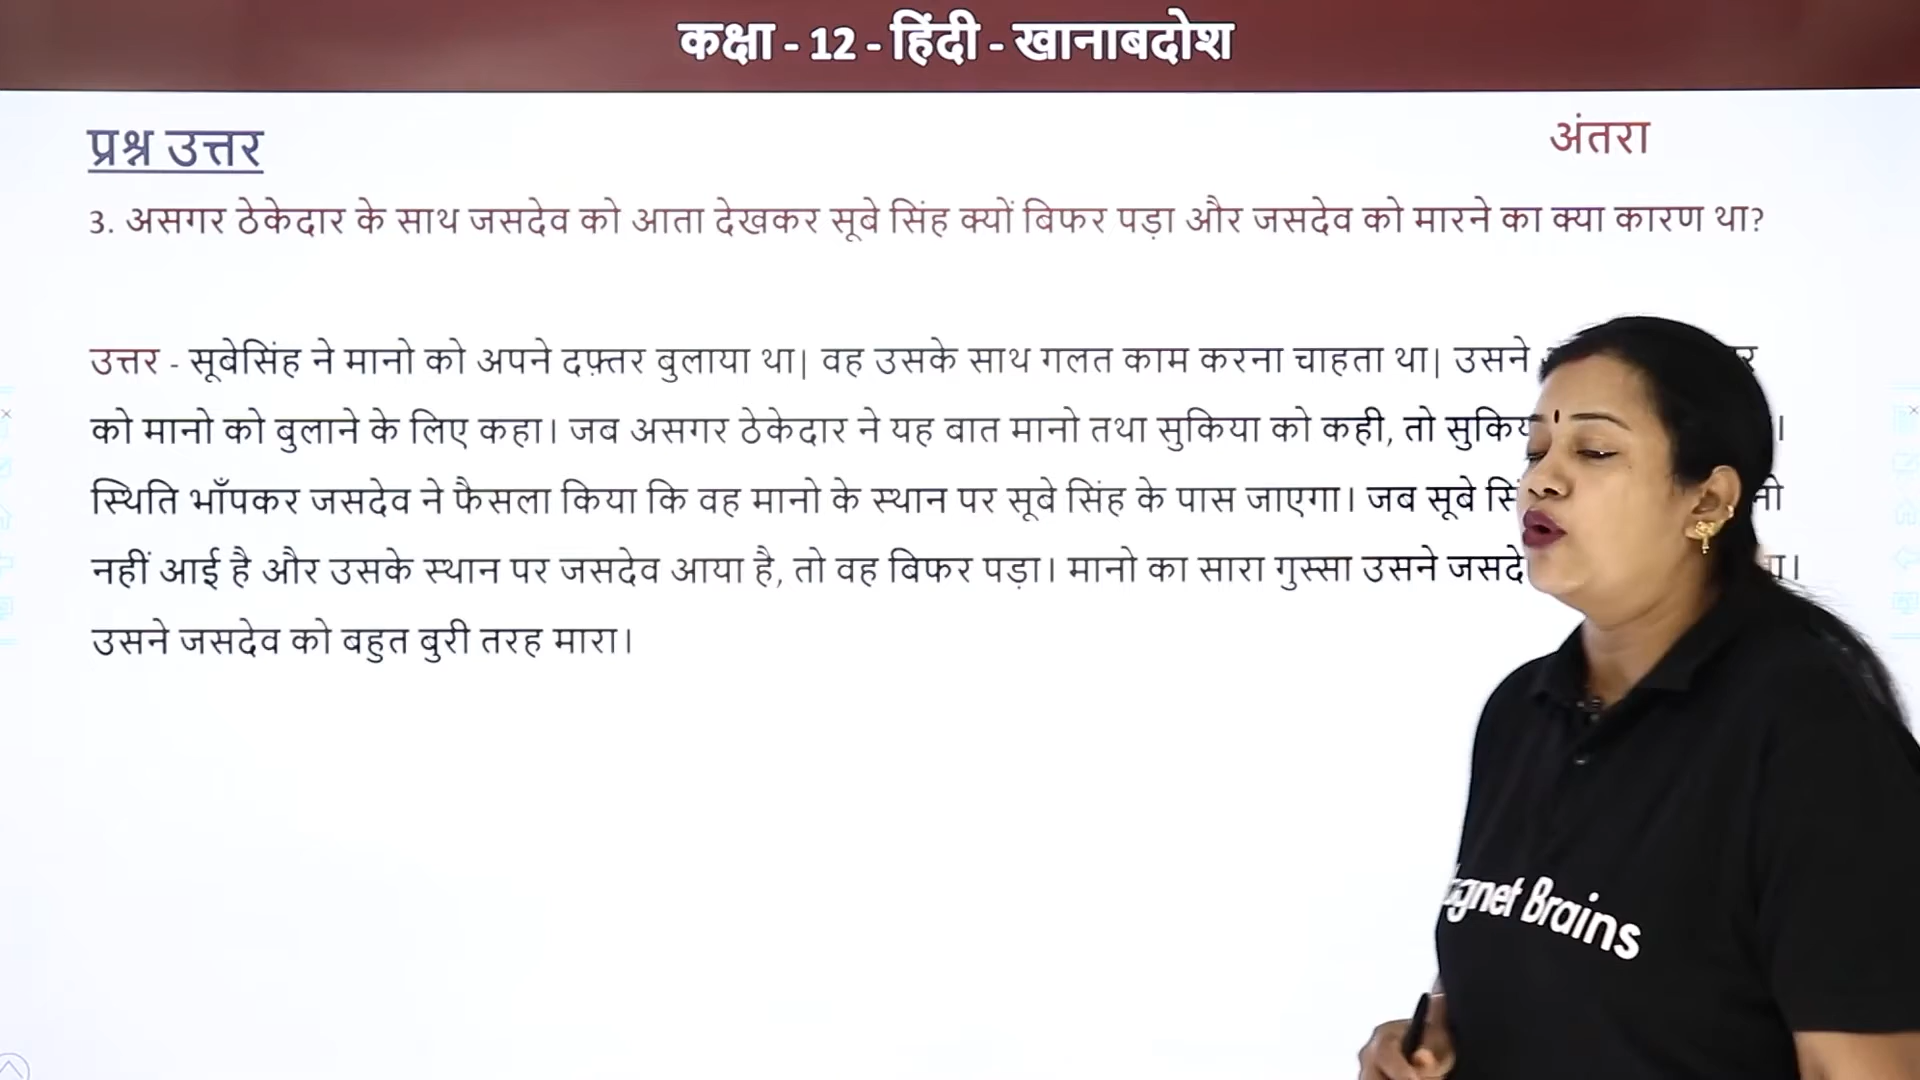 कक्षा - 12 - हिंदी - खानाबदोश
प्रश्न उत्तर
अंतरा
3. असगर ठेकेदार के साथ जसदेव को आता देखकर सूबे सिंह क्यों बिफर पड़ा और जसदेव को मारने का क्या कारण था?
उत्तर - सूबेसिंह ने मानो को अपने दफ़्तर बुलाया था| वह उसके साथ गलत काम करना चाहता था| उसने
को मानो को बुलाने के लिए कहा। जब असगर ठेकेदार ने यह बात मानो तथा सुकिया को कही, तो
स्थिति भाँपकर जसदेव ने फैसला किया कि वह मानो के स्थान पर सूबे सिंह के पास जाएगा। जब सूबे
नहीं आई है और उसके स्थान पर जसदेव आया है, तो वह बिफर पड़ा। मानो का सारा गुस्सा उसने
उसने जसदेव को बहुत बुरी तरह मारा।
Brains